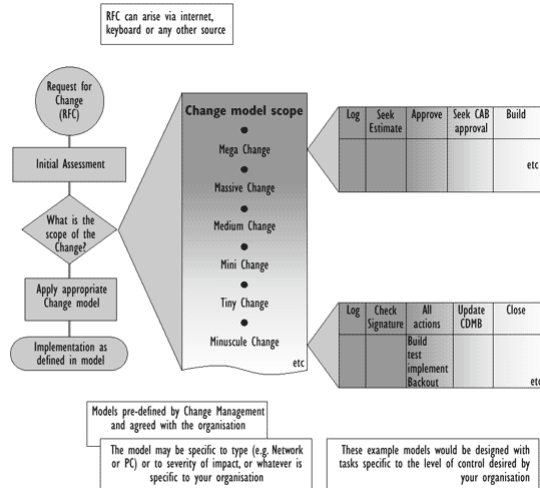 RFC can arise via internet,
keyboard or any other source
Request for
Change
(RFC)
Initial Assessment
What is the
scope of the
Change?
Apply appropriate
Change model
Implementation as
defined in model
Change model scope
Mega Change
Massive Change
Medium Change
Mini Change
Tiny Change
Minuscule Change
etc
Log Seek Estimate Approve Seek CAB approval Build
etc
Log Check Signature All actions Update CDMB Close
Build
test
implement
Backout
etc
Models pre-defined by Change Management
and agreed with the organisation
The model may be specific to type (e.g. Network
or PC) or to severity of impact, or whatever is
specific to your organisation
These example models would be designed with
tasks specific to the level of control desired by
your organisation